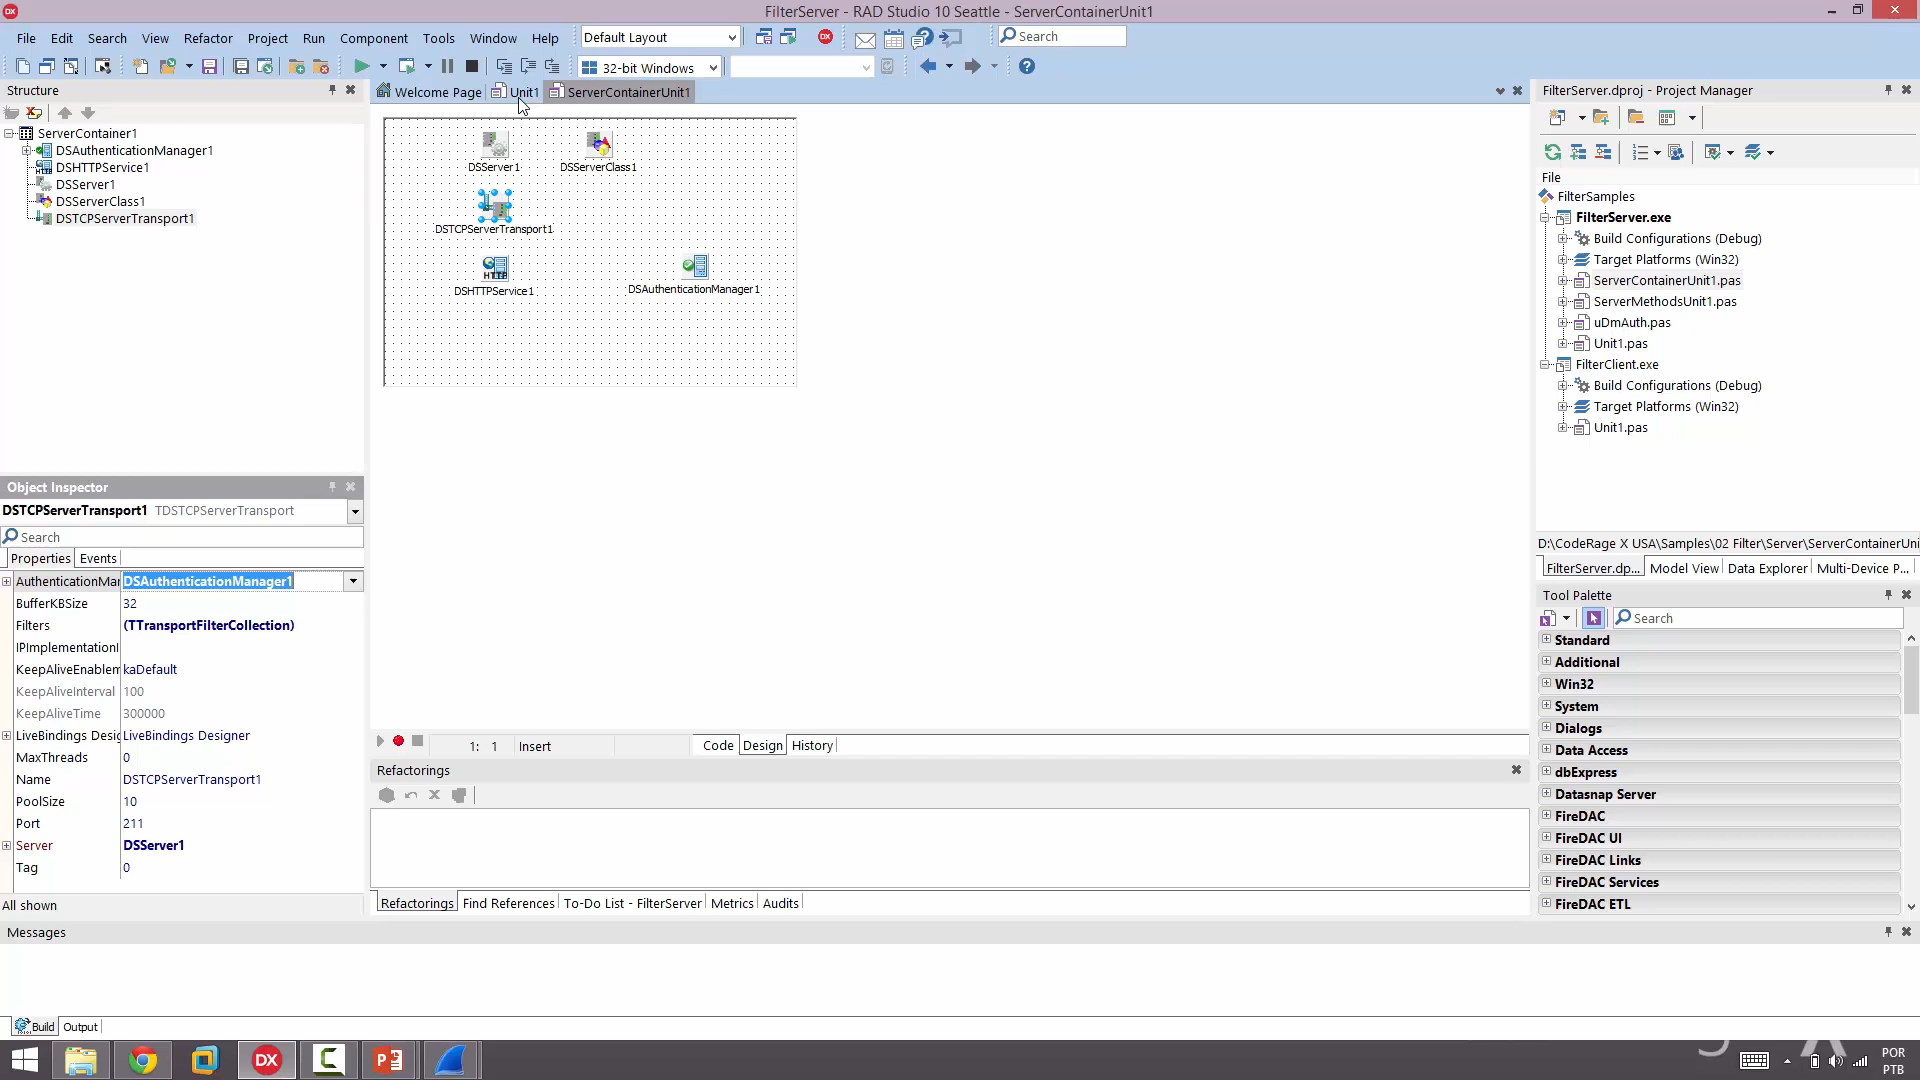 FilterServer - RAD Studio 10 Seattle - ServerContainerUnit1
File Edit Search View Refactor Project Run Component Tools Window Help Default Layout Search
32-bit Windows
Structure
ServerContainer1
DSAuthenticationManager1
DSHTTPService1
DSServer1
DSServerClass1
DSTCPServerTransport1
Welcome Page Unit1 ServerContainerUnit1
DSServer1 DSServerClass1
DSTCPServerTransport1
HTTP
DSHTTPService1 DSAuthenticationManager1
Object Inspector
DSTCPServerTransport1 TDSTCPServerTransport
Search
Properties Events
AuthenticationMar DSAuthenticationManager1
BufferKBSize 32
Filters (TTransportFilterCollection)
IPImplementationI
KeepAliveEnablem kaDefault
KeepAliveInterval 100
KeepAliveTime 300000
LiveBindings Desig LiveBindings Designer
MaxThreads 0
Name DSTCPServerTransport1
PoolSize 10
Port 211
Server DSServer1
Tag 0
All shown
1: 1 Insert Code Design History
Refactorings
Refactorings Find References To-Do List - FilterServer Metrics Audits
Messages
Build Output
FilterServer.dproj - Project Manager
File
FilterSamples
FilterServer.exe
Build Configurations (Debug)
Target Platforms (Win32)
ServerContainerUnit1.pas
ServerMethodsUnit1.pas
uDmAuth.pas
Unit1.pas
FilterClient.exe
Build Configurations (Debug)
Target Platforms (Win32)
Unit1.pas
D:\CodeRage X USA\Samples\02 Filter\Server\ServerContainerUni
FilterServer.dp... Model View Data Explorer Multi-Device P...
Tool Palette
Search
Standard
Additional
Win32
System
Dialogs
Data Access
dbExpress
Datasnap Server
FireDAC
FireDAC UI
FireDAC Links
FireDAC Services
FireDAC ETL
DX
POR
PTB